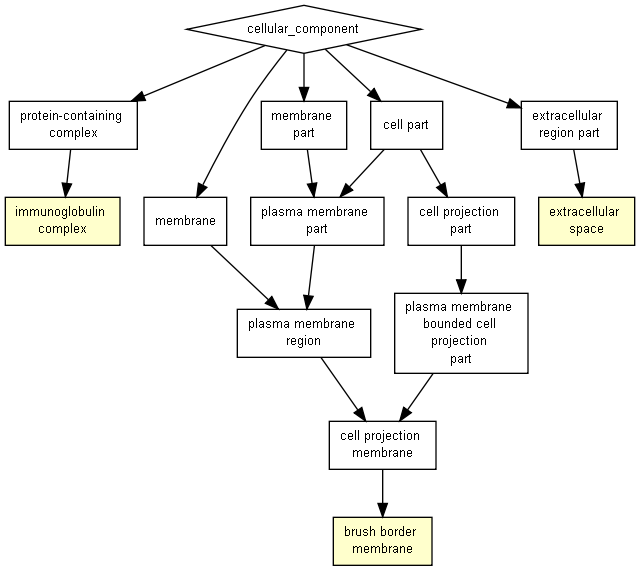 cellular_component
protein-containing
complex
membrane
part
cell part
extracellular
region part
immunoglobulin
complex
membrane
plasma membrane
part
cell projection
part
extracellular
space
plasma membrane
region
plasma membrane
bounded cell
projection
part
cell projection
membrane
brush border
membrane